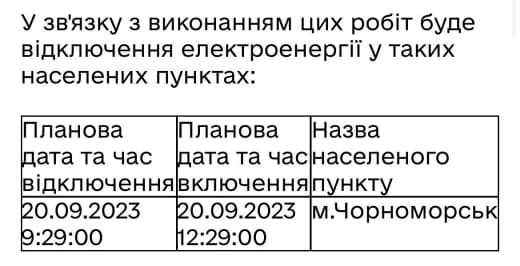 У зв'язку з виконанням цих робіт буде
відключення електроенергії у таких
населених пунктах:
Планова дата та час відключення
Планова дата та час включення
Назва населеного пункту
20.09.2023 9:29:00
20.09.2023 12:29:00
м.Чорноморськ